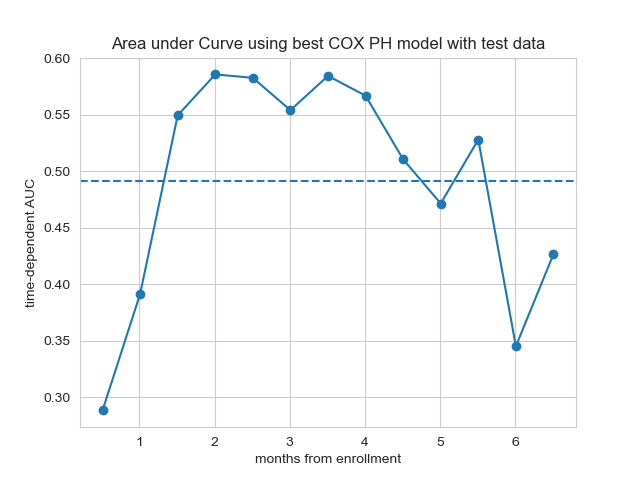 Area under Curve using best COX PH model with test data
0.60
0.55
0.50
0.45
0.40
0.35
0.30
time-dependent AUC
1 2 3 4 5 6
months from enrollment